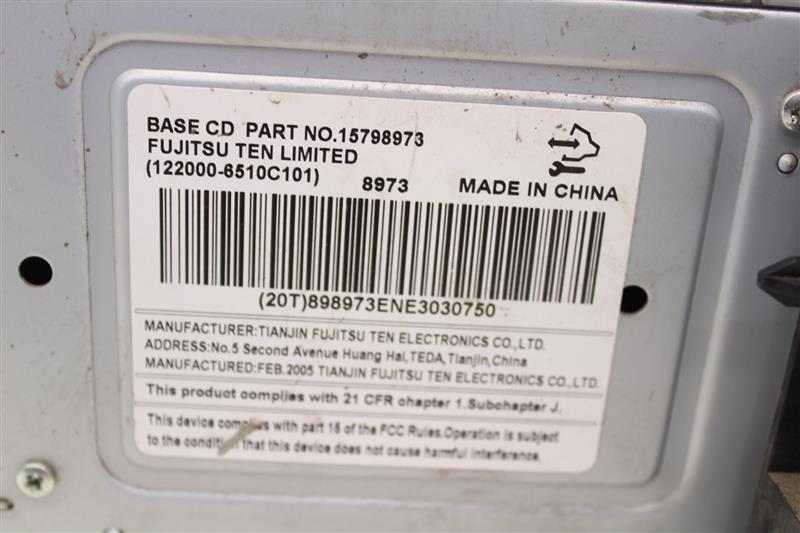 BASE CD PART NO.15798973
FUJITSU TEN LIMITED
(122000-6510C101) 8973 MADE IN CHINA
(20T)898973ENE3030750
MANUFACTURER:TIANJIN FUJITSU TEN ELECTRONICS CO.,LTD.
ADDRESS:No.5 Second Avenue Huang Hai,TEDA,Tianjin,China
MANUFACTURED:FEB.2005 TIANJIN FUJITSU TEN ELECTRONICS CO.,LTD.
This product complies with 21 CFR chapter 1.Subchapter J.
This device complies with part 15 of the FCC Rules.Operation is subject
to the condition that this device does not cause harmful interference.